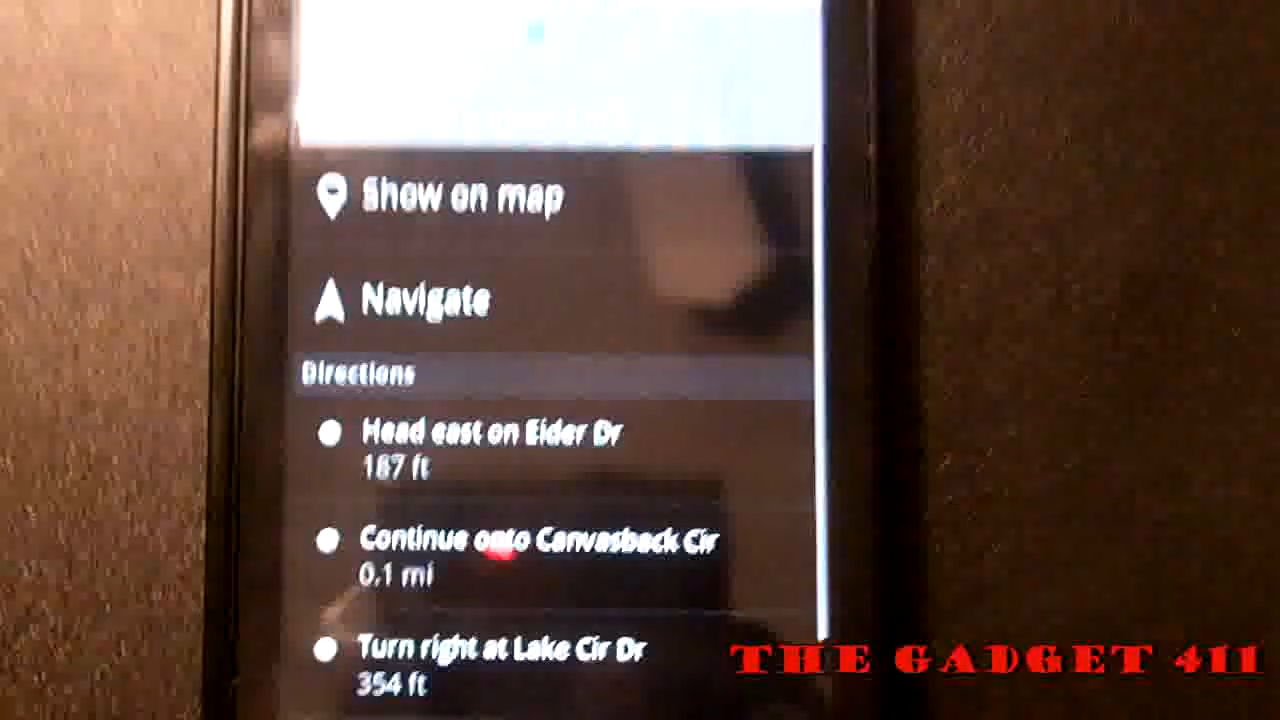 Show on map
Navigate
Directions
Head east on Eider Dr
187 ft
Continue onto Canvasback Cir
0.1 mi
Turn right at Lake Cir Dr
354 ft
THE GADGET 411